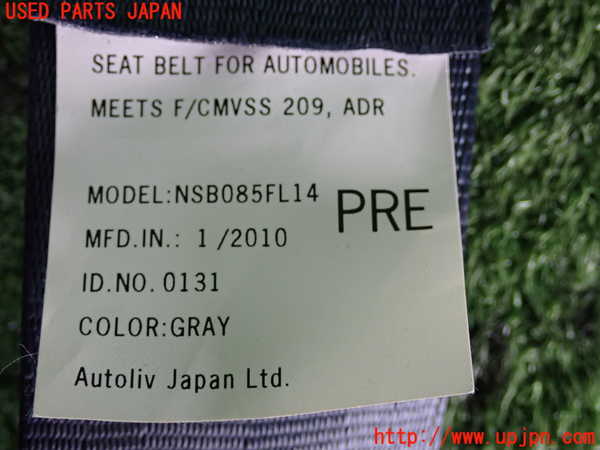 USED PARTS JAPAN
SEAT BELT FOR AUTOMOBILES.
MEETS F/CMVSS 209, ADR
MODEL:NSB085FL14
PRE
MFD.IN.: 1/2010
ID.NO.0131
COLOR:GRAY
Autoliv Japan Ltd.
http://www.upjpn.com/